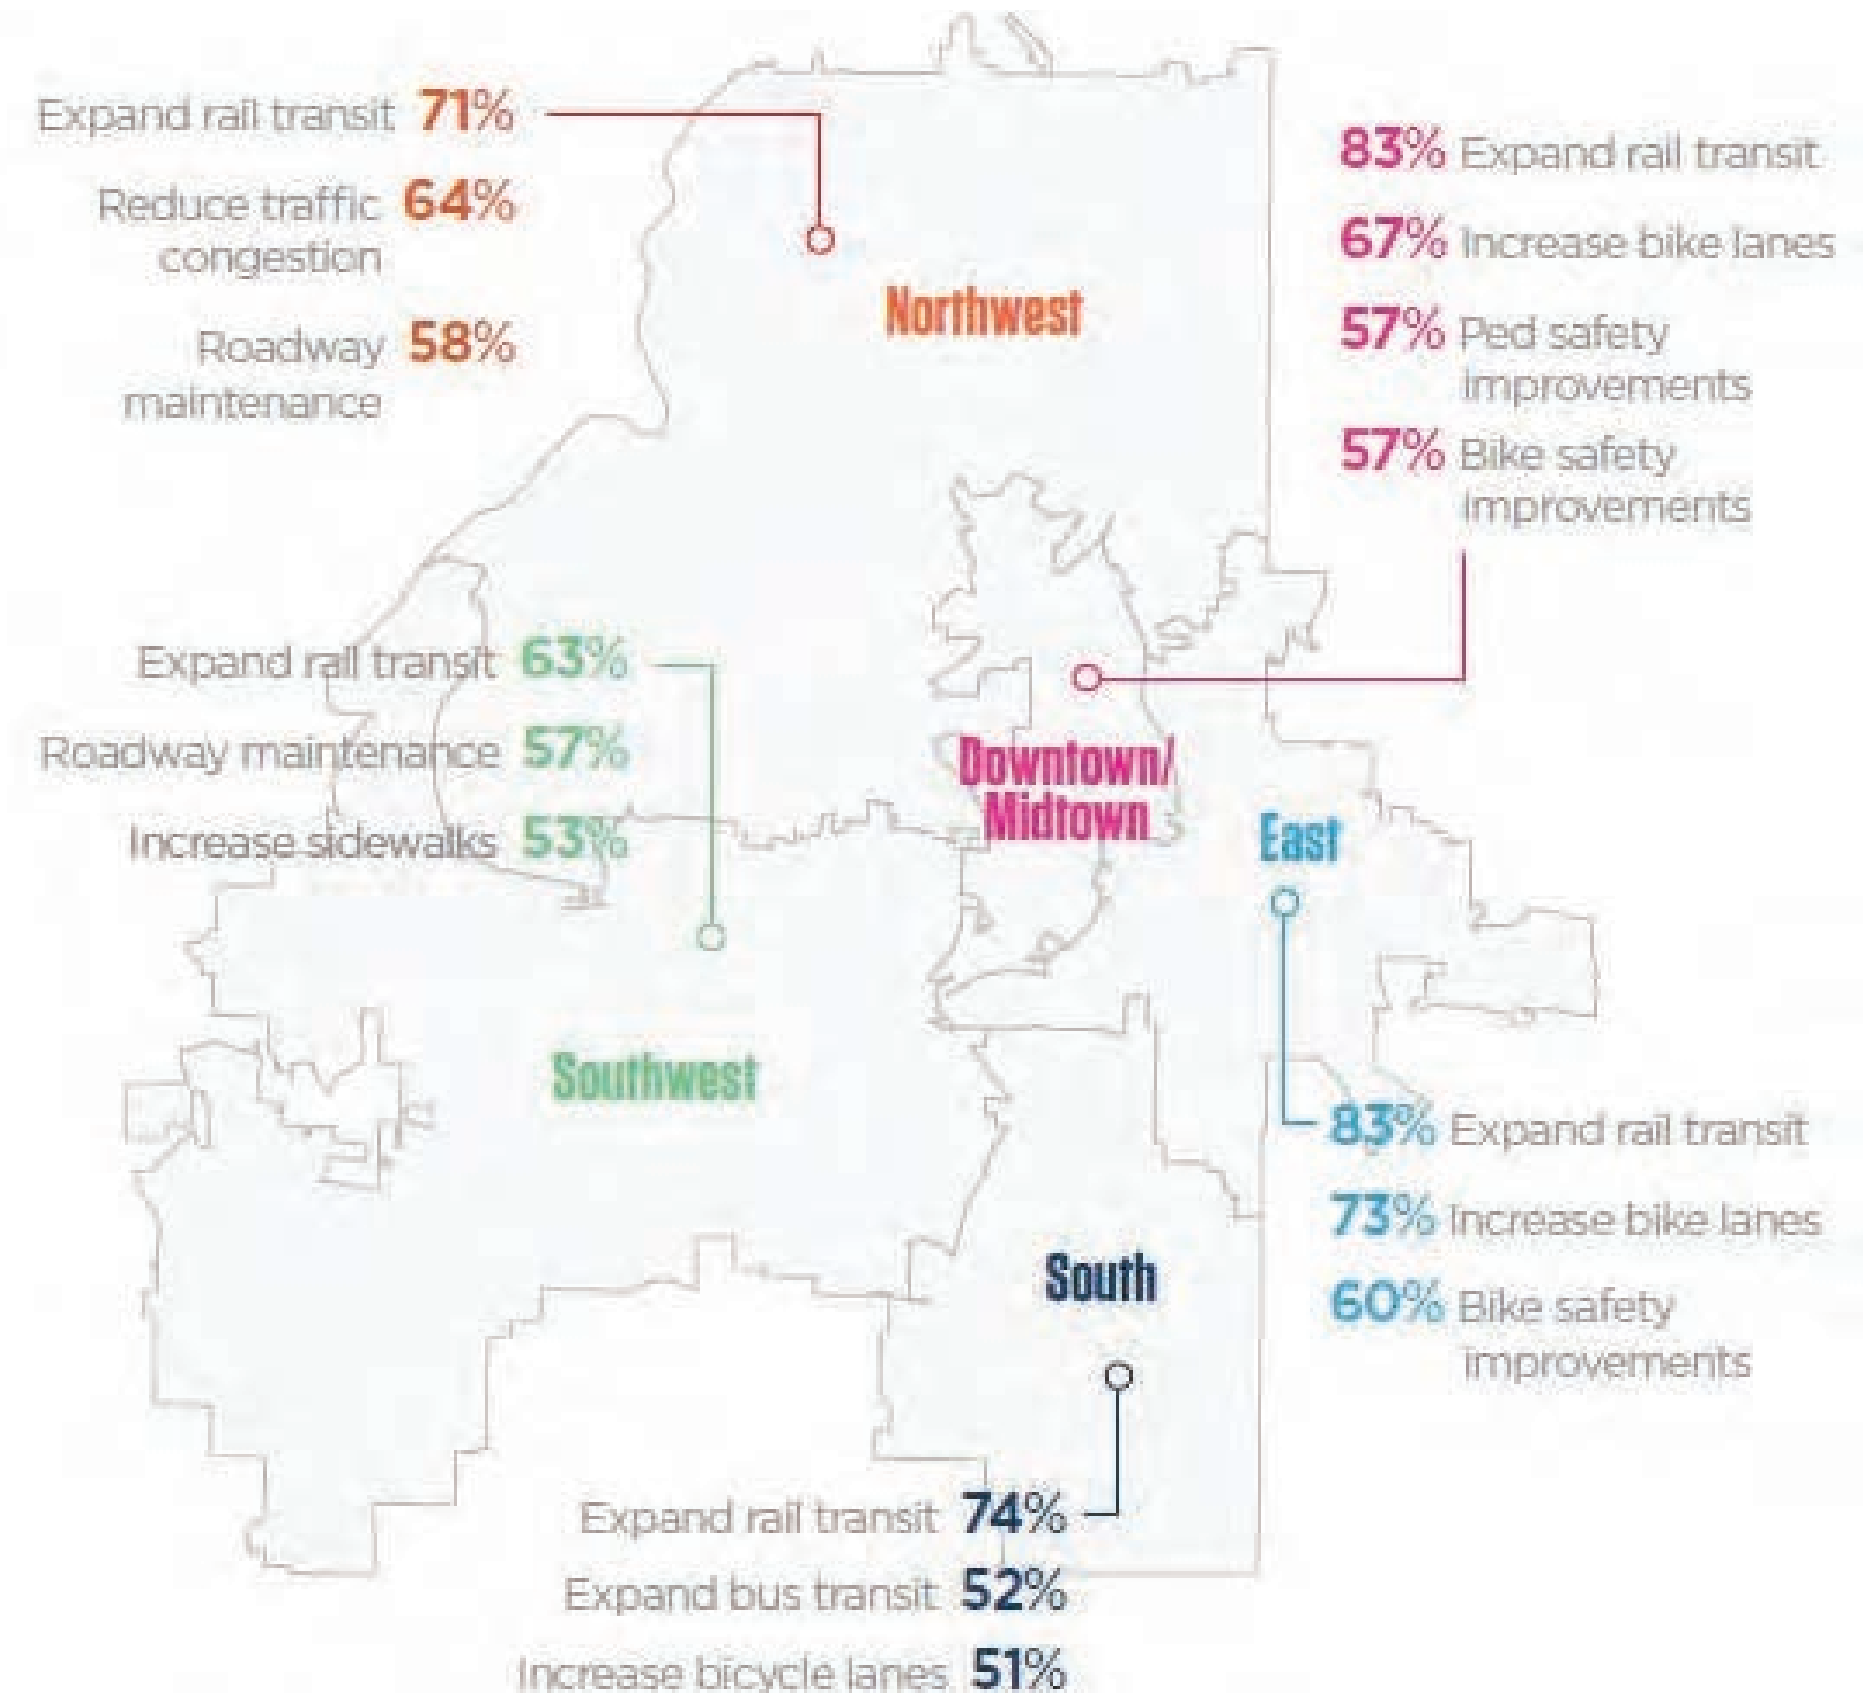 Expand rail transit 71%
Reduce traffic 64%
congestion
Roadway 58%
maintenance
83% Expand rail transit
67% Increase bike lanes
57% Ped safety
improvements
57% Bike safety
improvements
Northwest
Expand rail transit 63%
Roadway maintenance 57%
Increase sidewalks 53%
Downtown/
Midtown
East
Southwest
83% Expand rail transit
73% Increase bike lanes
60% Bike safety
improvements
South
Expand rail transit 74%
Expand bus transit 52%
Increase bicycle lanes 51%